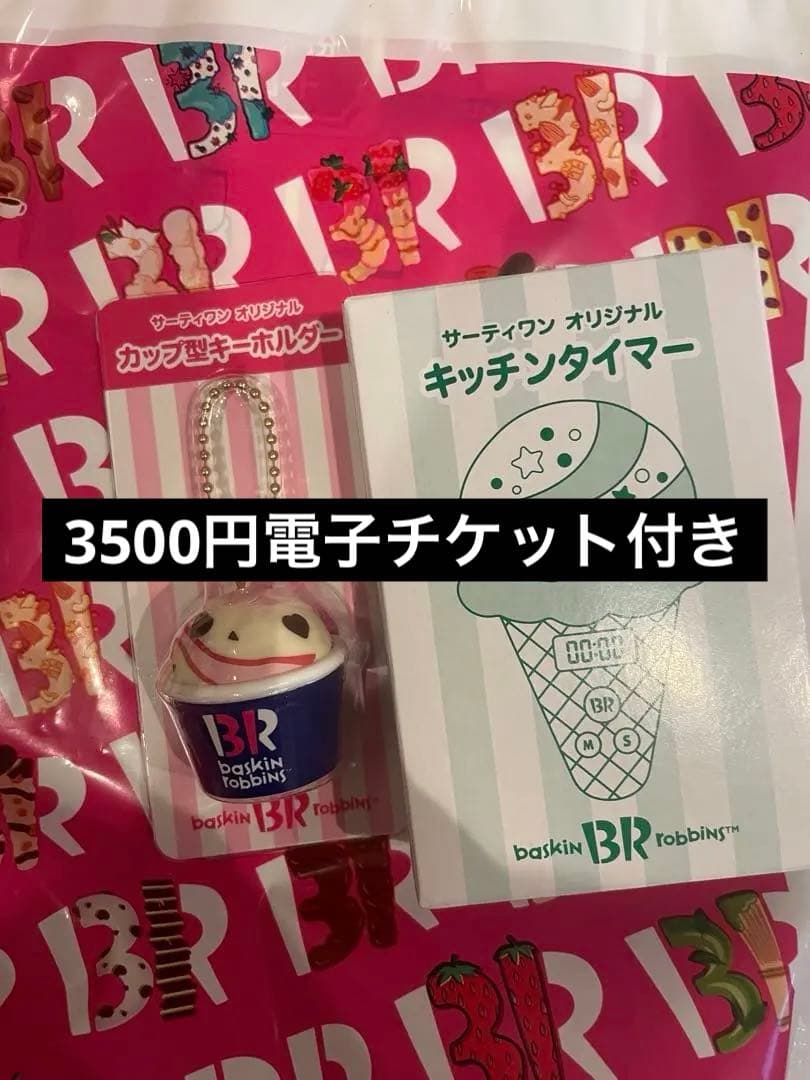 サーティワン オリジナル
カップ型キーホルダー
サーティワン オリジナル
キッチンタイマー
3500円電子チケット付き
00:00
BR
M S
BR
baskin
robbins
baskin BR robbins™
baskin BR robbins™